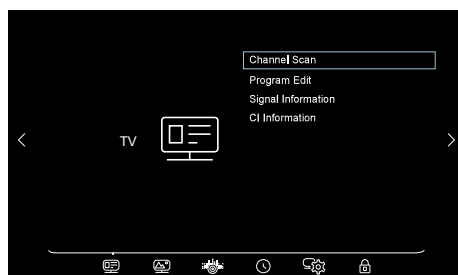 Channel Scan
Program Edit
Signal Information
CI Information
TV